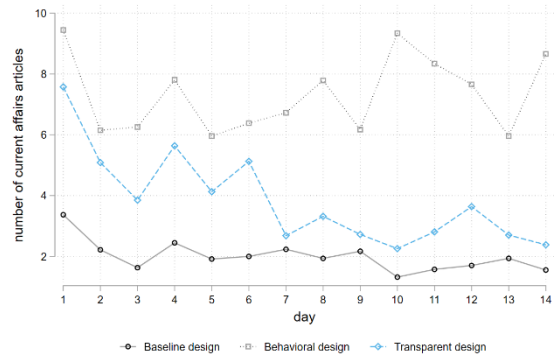 10
8
6
4
2
number of current affairs articles
1 2 3 4 5 6 7 8 9 10 11 12 13 14
day
Baseline design Behavioral design Transparent design